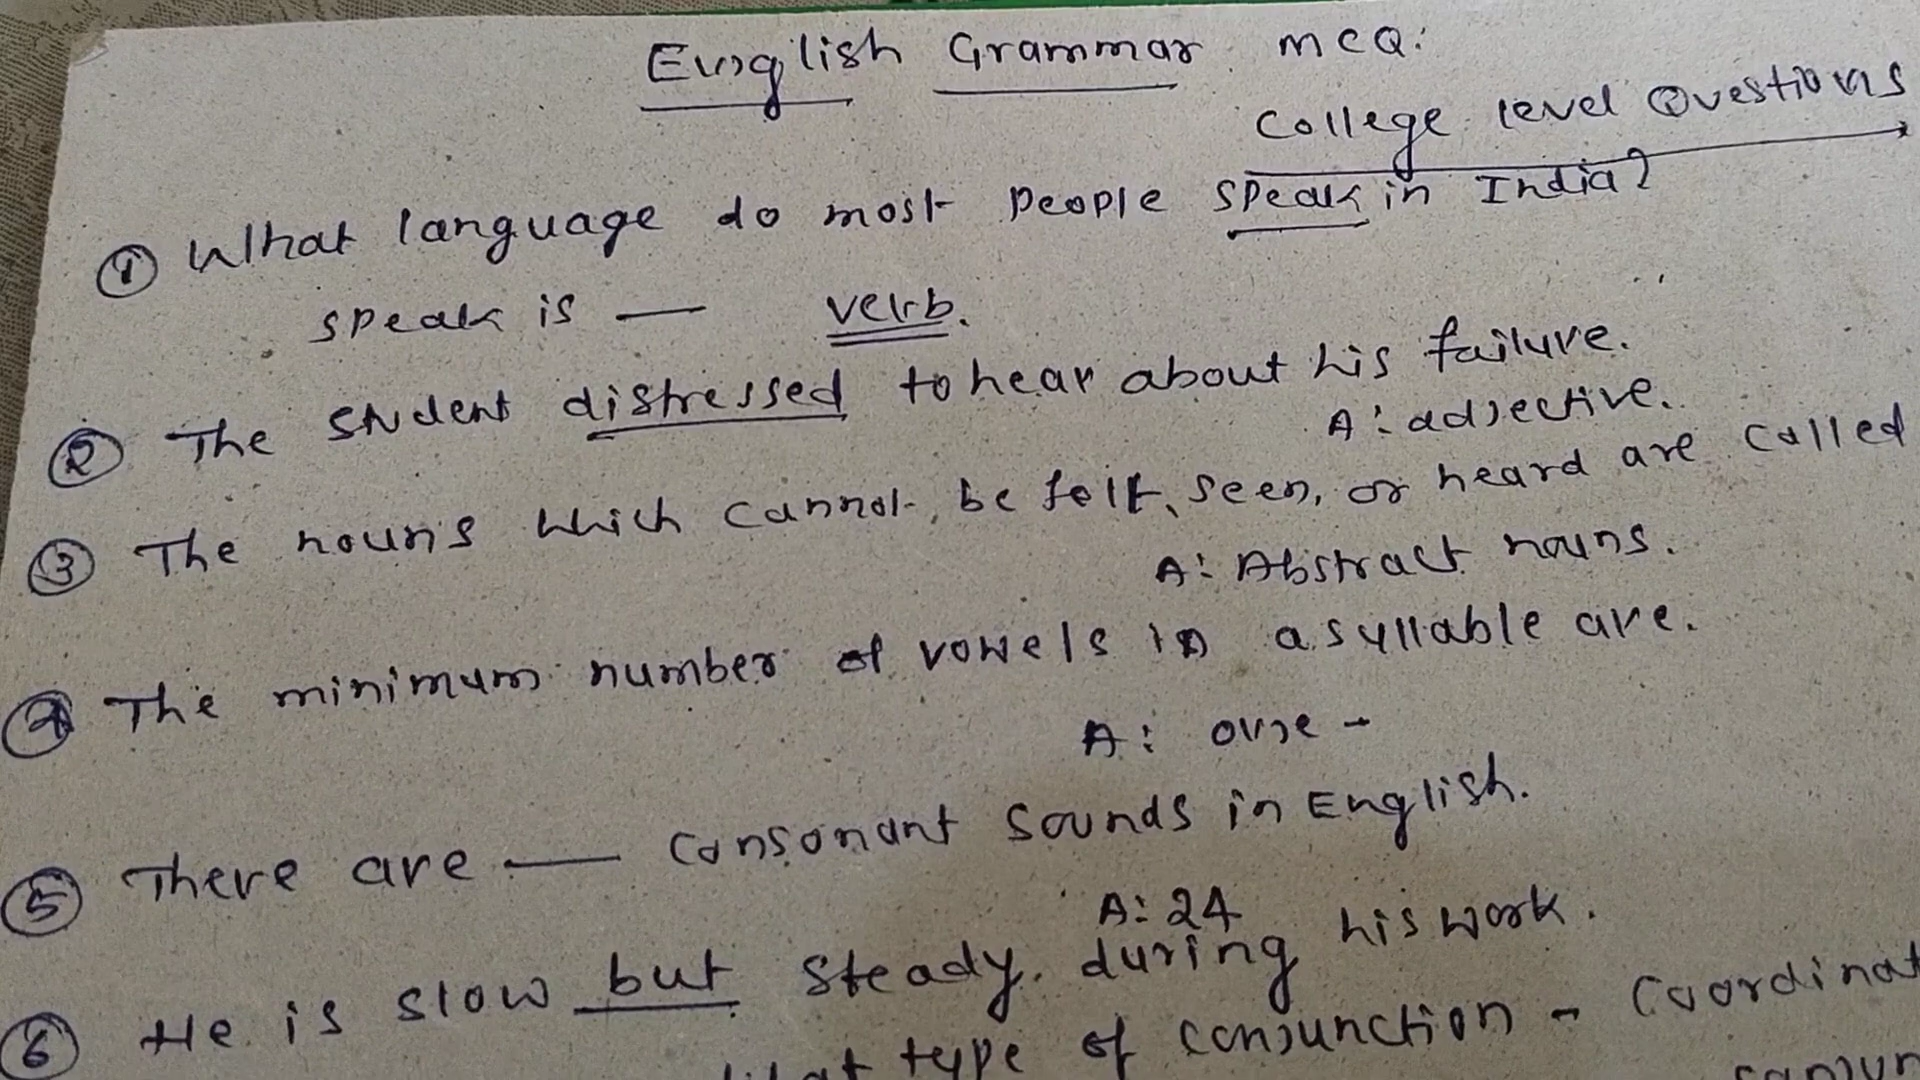 English Grammar MCQ:
College level Questions
① What language do most people speak in India?
speak is — verb.
② The student distressed to hear about his failure.
A: adjective.
③ The nouns which cannot be felt, seen, or heard are called
A: Abstract nouns.
④ The minimum number of vowels in a syllable are.
A: one -
⑤ There are — consonant sounds in English.
A: 24
⑥ He is slow but steady during his work.
What type of conjunction - Coordinat